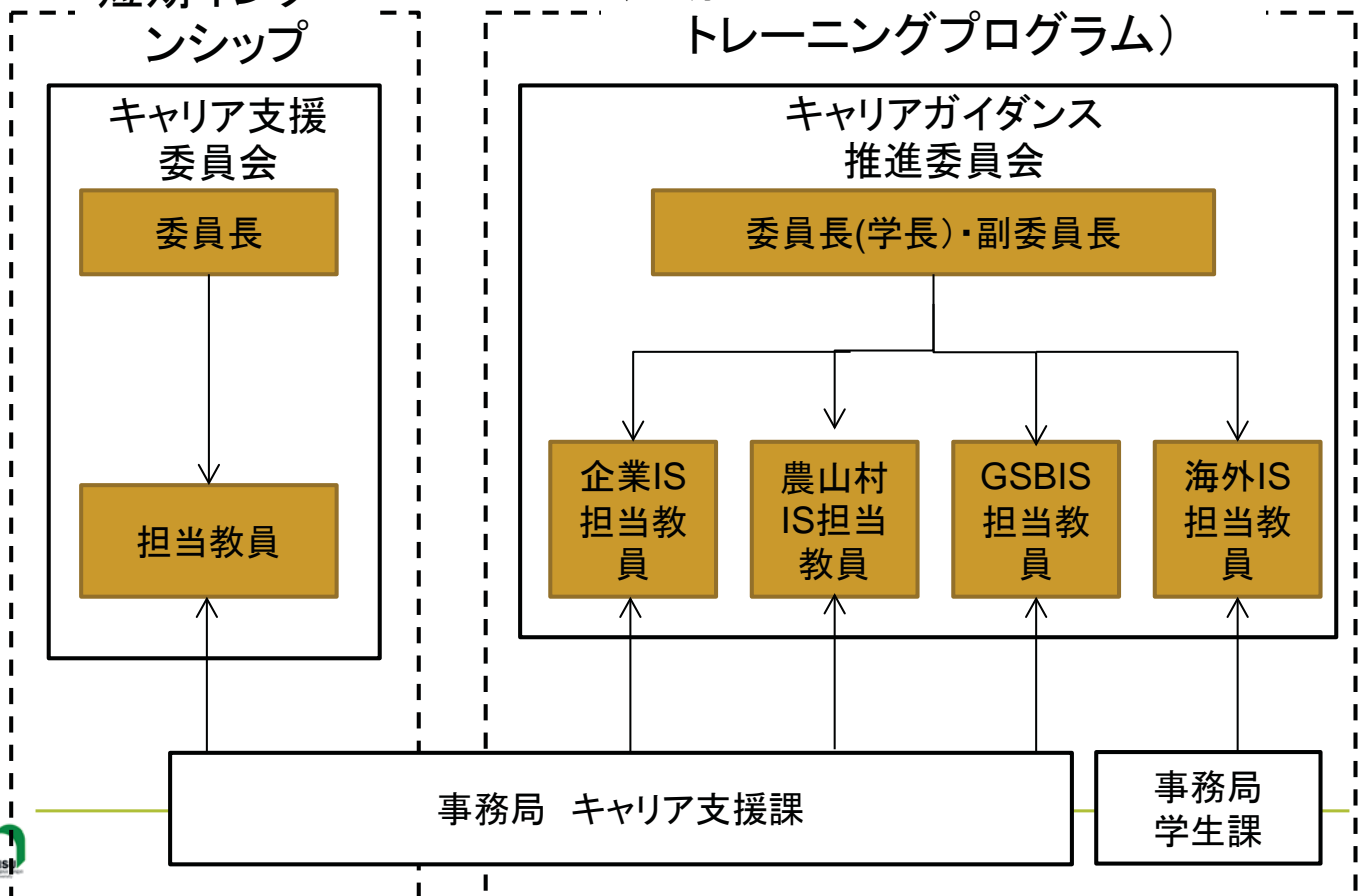 ンシップ
トレーニングプログラム）
キャリア支援
委員会
委員長
担当教員
キャリアガイダンス
推進委員会
委員長(学長）・副委員長
企業IS
担当教
員
農山村
IS担当
教員
GSBIS
担当教
員
海外IS
担当教
員
事務局　キャリア支援課
事務局
学生課